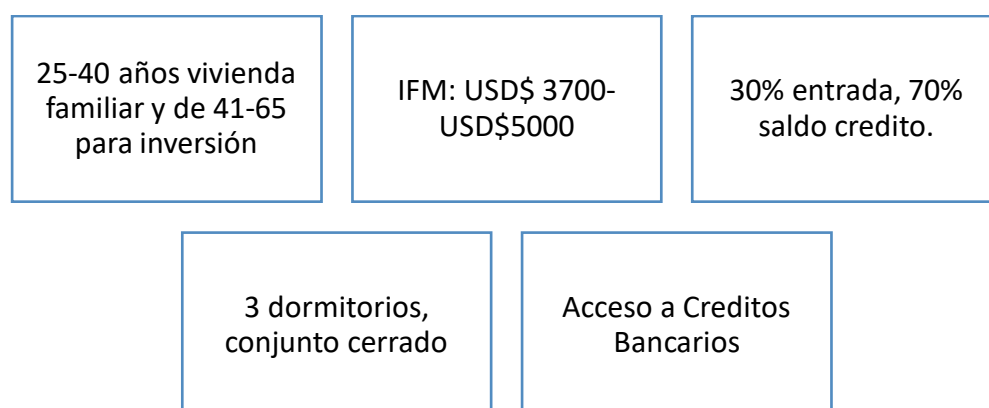 25-40 años vivienda
familiar y de 41-65
para inversión
IFM: USD$ 3700-
USD$5000
30% entrada, 70%
saldo credito.
3 dormitorios,
conjunto cerrado
Acceso a Creditos
Bancarios